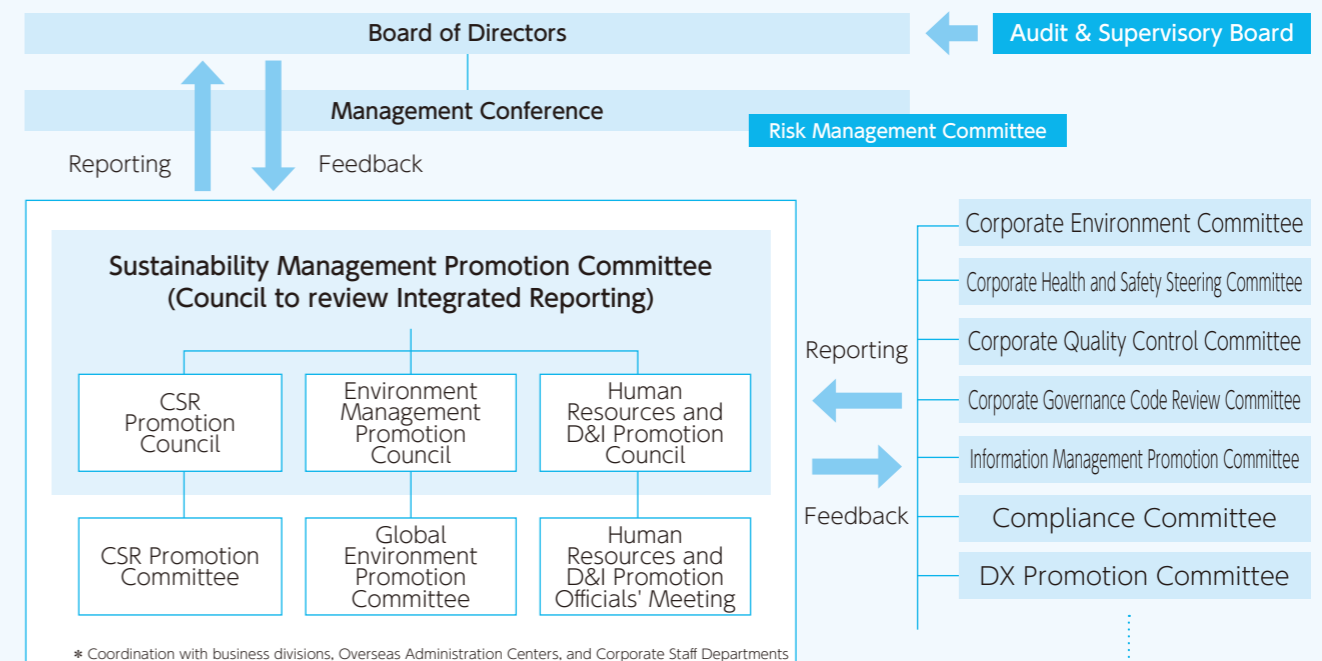 Board of Directors
Audit & Supervisory Board
Management Conference
Risk Management Committee
Reporting
Feedback
Sustainability Management Promotion Committee
(Council to review Integrated Reporting)
CSR
Promotion
Council
Environment
Management
Promotion
Council
Human
Resources and
D&I Promotion
Council
CSR Promotion
Committee
Global
Environment
Promotion
Committee
Human
Resources and
D&I Promotion
Officials' Meeting
* Coordination with business divisions, Overseas Administration Centers, and Corporate Staff Departments
Reporting
Feedback
Corporate Environment Committee
Corporate Health and Safety Steering Committee
Corporate Quality Control Committee
Corporate Governance Code Review Committee
Information Management Promotion Committee
Compliance Committee
DX Promotion Committee